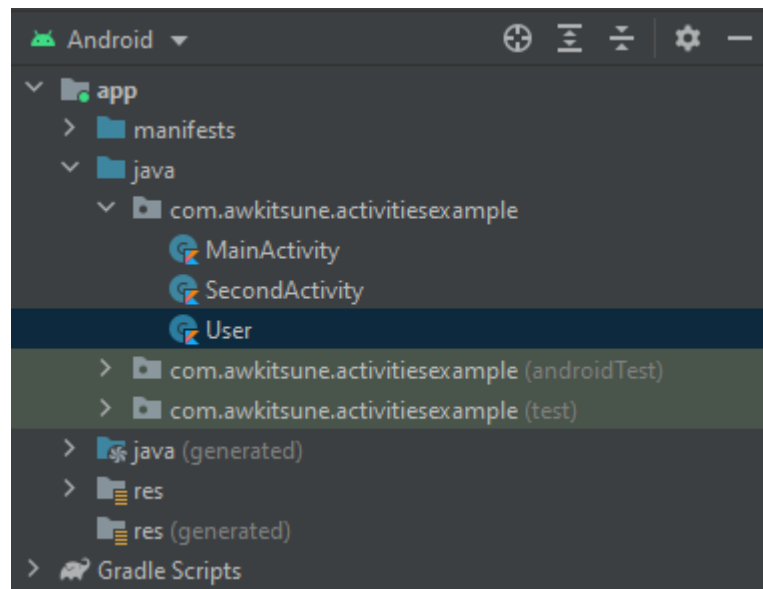 Android
app
manifests
java
com.awkitsune.activitiesexample
MainActivity
SecondActivity
User
com.awkitsune.activitiesexample (androidTest)
com.awkitsune.activitiesexample (test)
java (generated)
res
res (generated)
Gradle Scripts